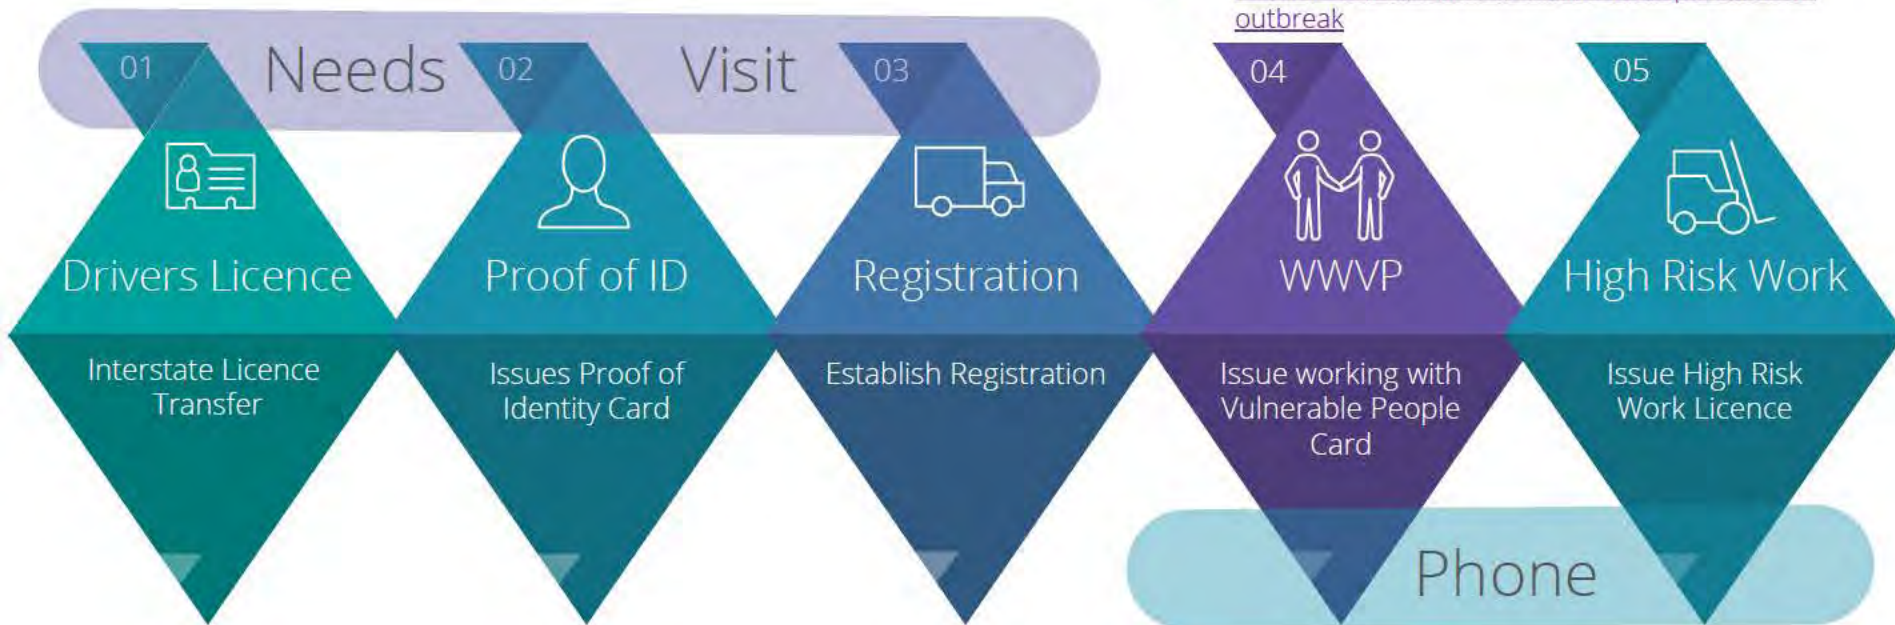 outbreak
Needs Visit
01
Drivers Licence
Interstate Licence
Transfer
02
Proof of ID
Issues Proof of
Identity Card
03
Registration
Establish Registration
04
WWVP
Issue working with
Vulnerable People
Card
05
High Risk Work
Issue High Risk
Work Licence
Phone